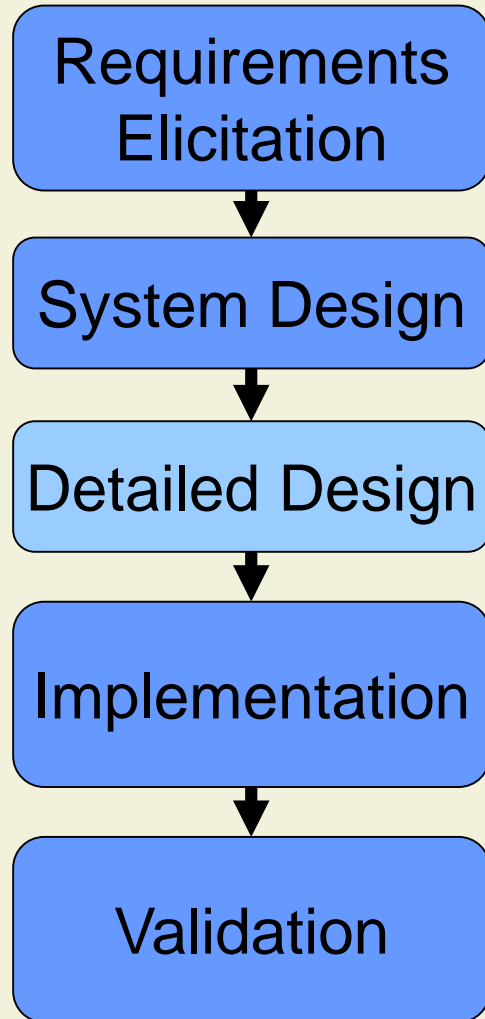 Requirements
Elicitation
System Design
Detailed Design
Implementation
Validation